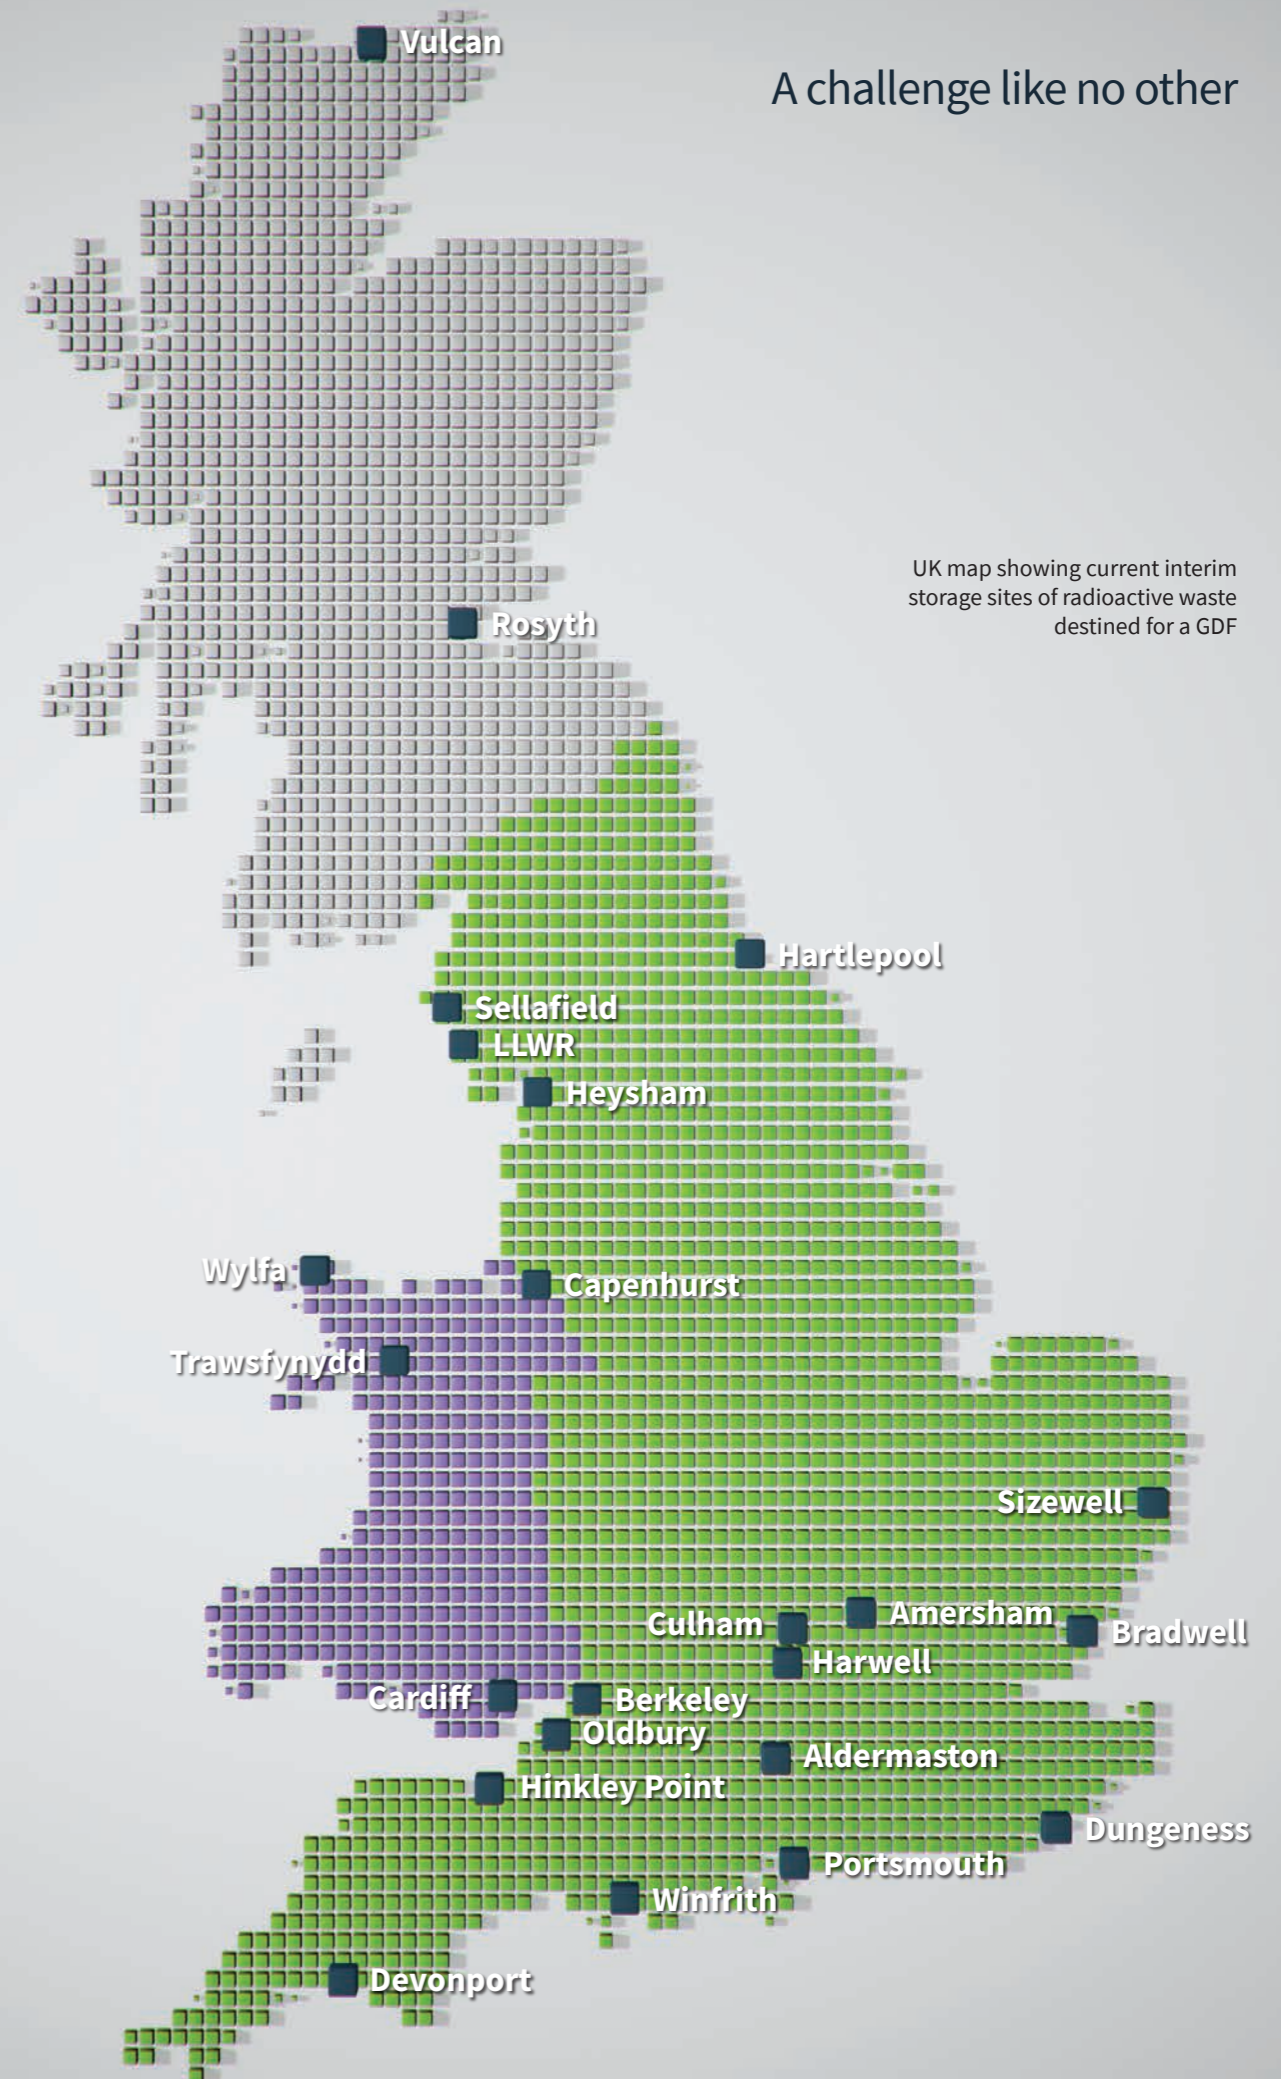 Vulcan
A challenge like no other
UK map showing current interim
storage sites of radioactive waste
destined for a GDF
Rosyth
Hartlepool
Sellafield
LLWR
Heysham
Wylfa
Capenhurst
Trawsfynydd
Sizewell
Culham
Amersham
Bradwell
Harwell
Cardiff
Berkeley
Oldbury
Aldermaston
Hinkley Point
Dungeness
Portsmouth
Winfrith
Devonport